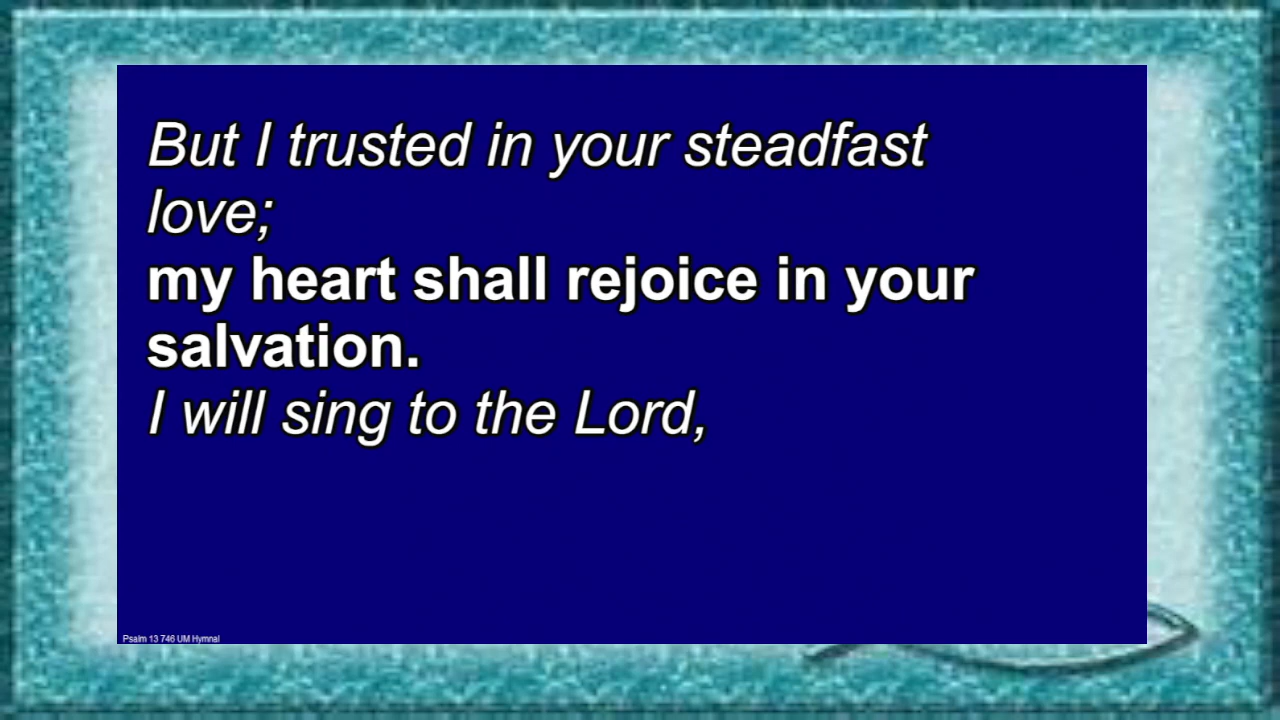 But I trusted in your steadfast
love;
my heart shall rejoice in your
salvation.
I will sing to the Lord,
Psalm 13 746 UM Hymnal